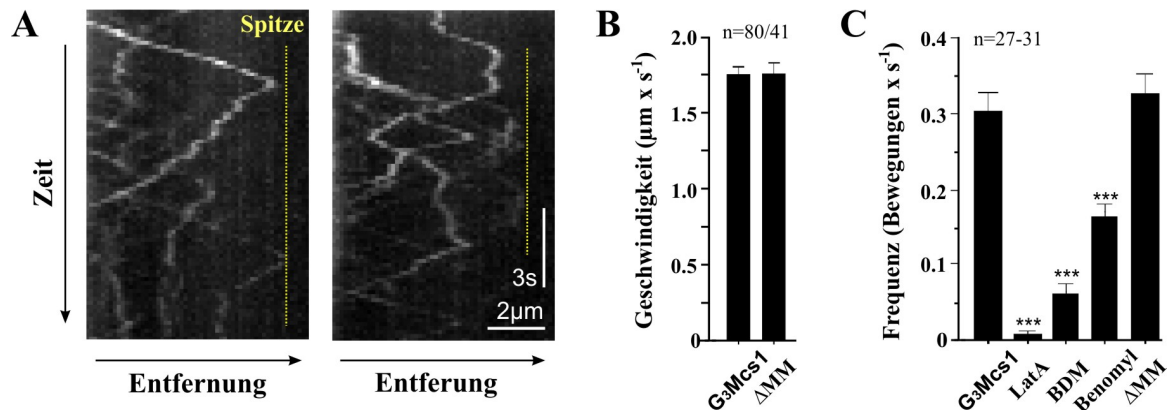 A
Spitze
Zeit
3s
2µm
Entfernung
Entferung
B
n=80/41
Geschwindigkeit (µm x s⁻¹)
2.0
1.5
1.0
0.5
0
G₃Mcs1
ΔMM
C
n=27-31
Frequenz (Bewegungen x s⁻¹)
0.4
0.3
0.2
0.1
0
***
***
***
G₃Mcs1
LatA
BDM
Benomyl
ΔMM